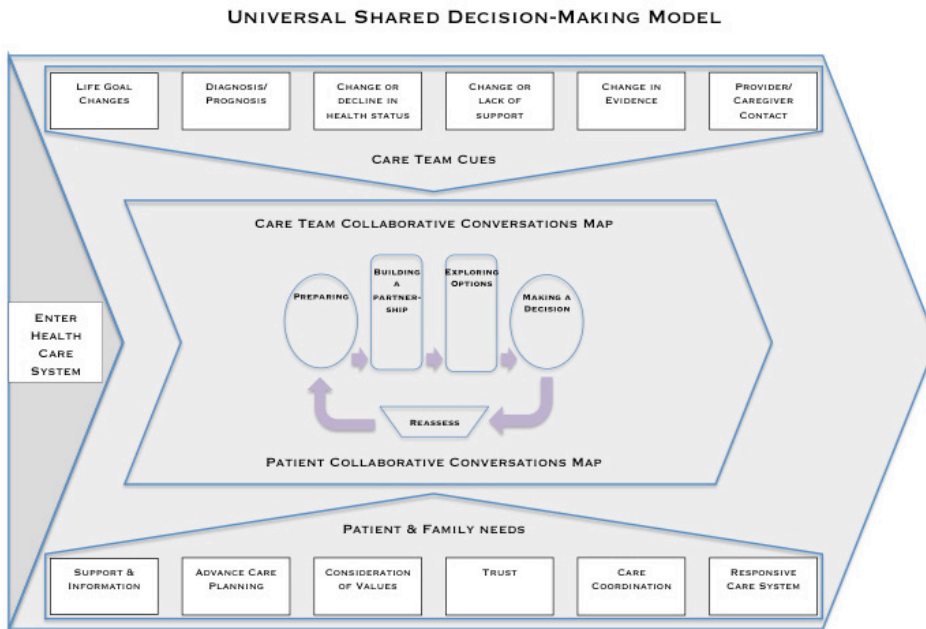 UNIVERSAL SHARED DECISION-MAKING MODEL
LIFE GOAL
CHANGES
DIAGNOSIS/
PROGNOSIS
CHANGE OR
DECLINE IN
HEALTH STATUS
CHANGE OR
LACK OF
SUPPORT
CHANGE IN
EVIDENCE
PROVIDER/
CAREGIVER
CONTACT
CARE TEAM CUES
CARE TEAM COLLABORATIVE CONVERSATIONS MAP
ENTER
HEALTH
CARE
SYSTEM
PREPARING
BUILDING
A
PARTNER-
SHIP
EXPLORING
OPTIONS
MAKING A
DECISION
REASSESS
PATIENT COLLABORATIVE CONVERSATIONS MAP
PATIENT & FAMILY NEEDS
SUPPORT &
INFORMATION
ADVANCE CARE
PLANNING
CONSIDERATION
OF VALUES
TRUST
CARE
COORDINATION
RESPONSIVE
CARE SYSTEM